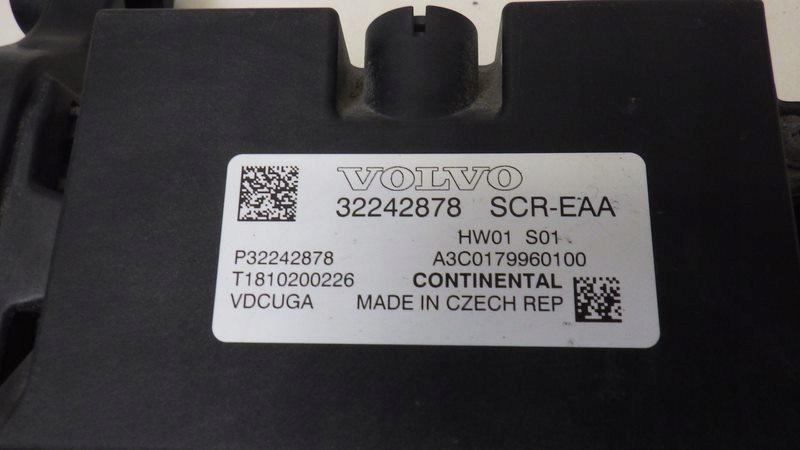 VOLVO
32242878 SCR-EAA
HW01 S01
P32242878 A3C0179960100
T1810200226 CONTINENTAL
VDCUGA MADE IN CZECH REP